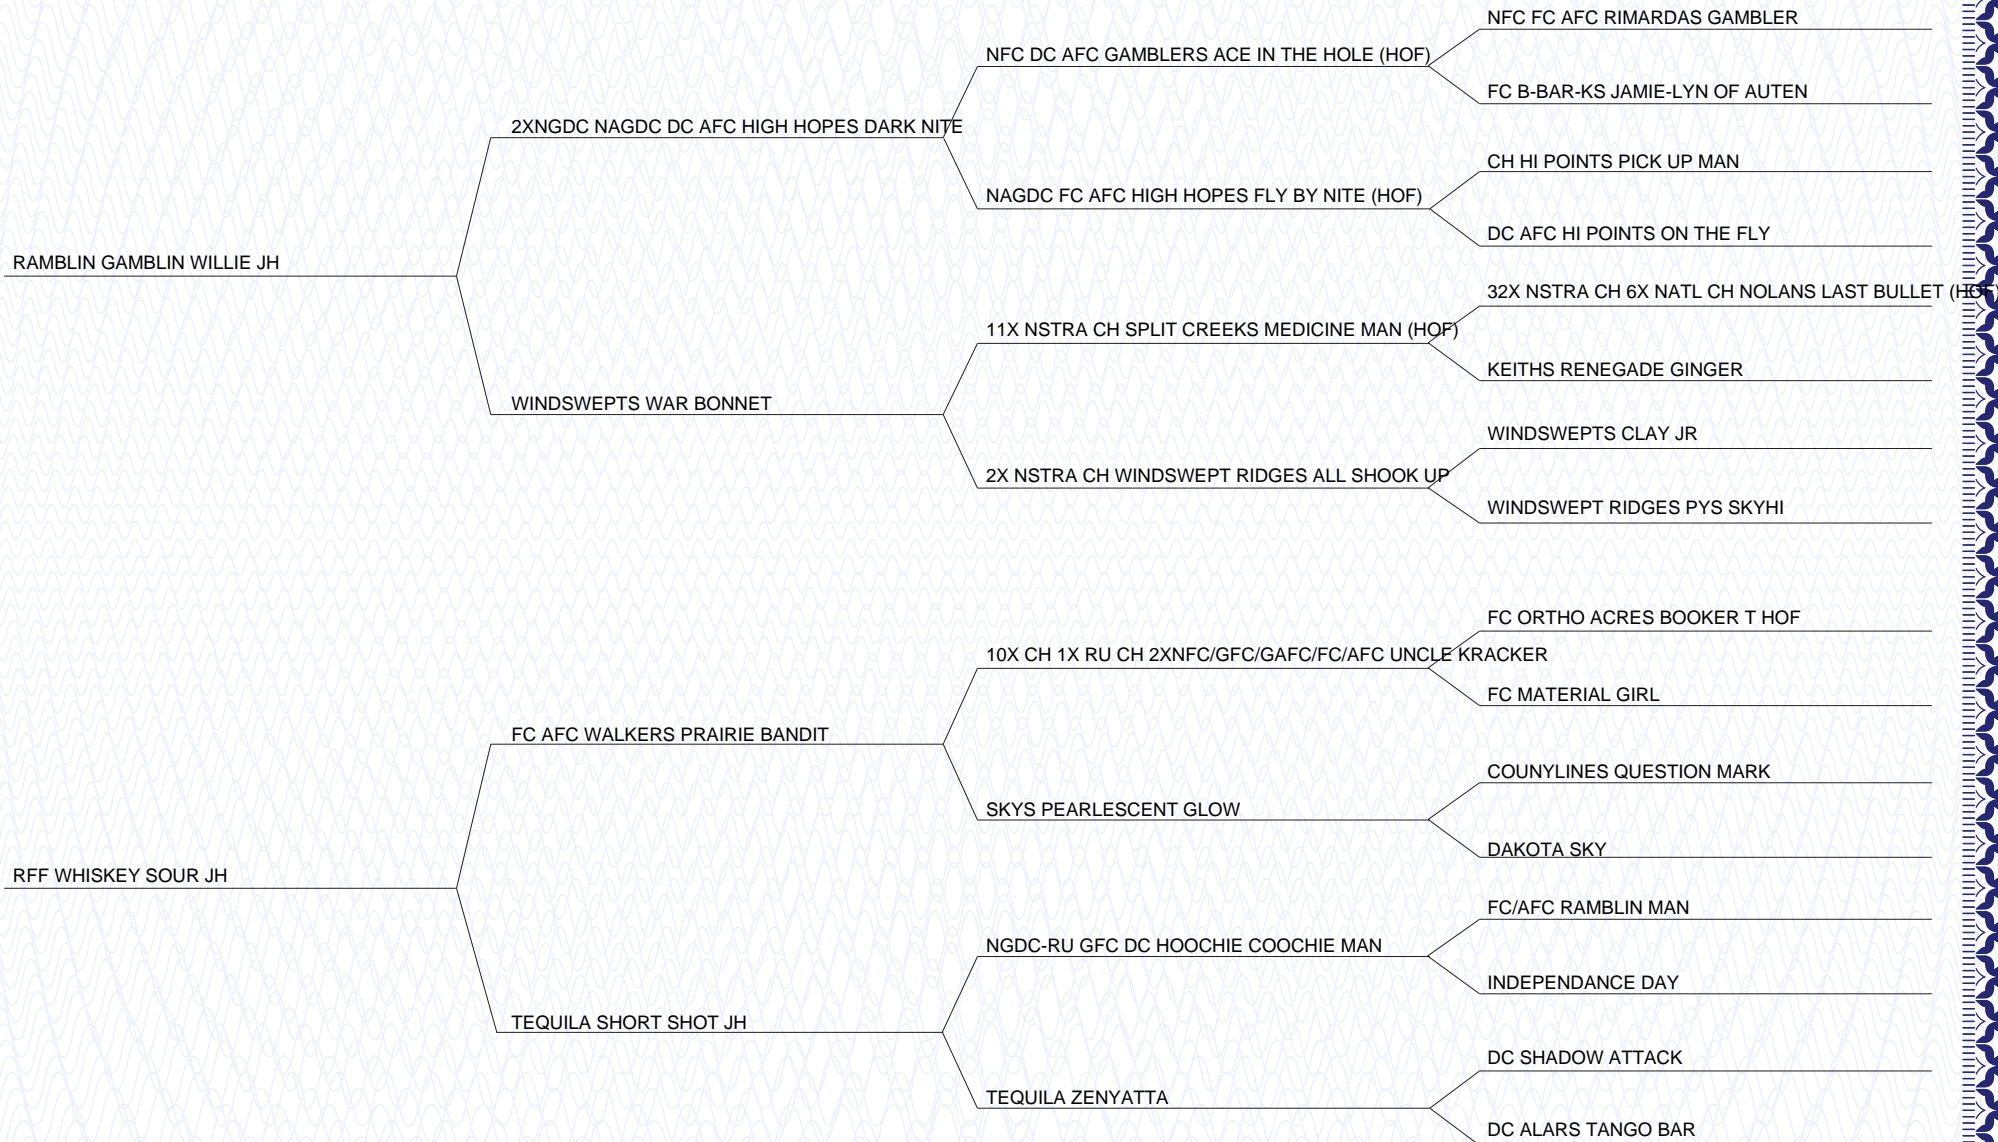 NFC FC AFC RIMARDAS GAMBLER
NFC DC AFC GAMBLERS ACE IN THE HOLE (HOF)
FC B-BAR-KS JAMIE-LYN OF AUTEN
2XNGDC NAGDC DC AFC HIGH HOPES DARK NITE
CH HI POINTS PICK UP MAN
NAGDC FC AFC HIGH HOPES FLY BY NITE (HOF)
DC AFC HI POINTS ON THE FLY
RAMBLIN GAMBLIN WILLIE JH
32X NSTRA CH 6X NATL CH NOLANS LAST BULLET (HOF)
11X NSTRA CH SPLIT CREEKS MEDICINE MAN (HOF)
KEITHS RENEGADE GINGER
WINDSWEPTS WAR BONNET
WINDSWEPTS CLAY JR
2X NSTRA CH WINDSWEPT RIDGES ALL SHOOK UP
WINDSWEPT RIDGES PYS SKYHI
FC ORTHO ACRES BOOKER T HOF
10X CH 1X RU CH 2XNFC/GFC/GAFC/FC/AFC UNCLE KRACKER
FC MATERIAL GIRL
FC AFC WALKERS PRAIRIE BANDIT
COUNYLINES QUESTION MARK
SKYS PEARLESCENT GLOW
DAKOTA SKY
RFF WHISKEY SOUR JH
FC/AFC RAMBLIN MAN
NGDC-RU GFC DC HOOCHIE COOCHIE MAN
INDEPENDANCE DAY
TEQUILA SHORT SHOT JH
DC SHADOW ATTACK
TEQUILA ZENYATTA
DC ALARS TANGO BAR